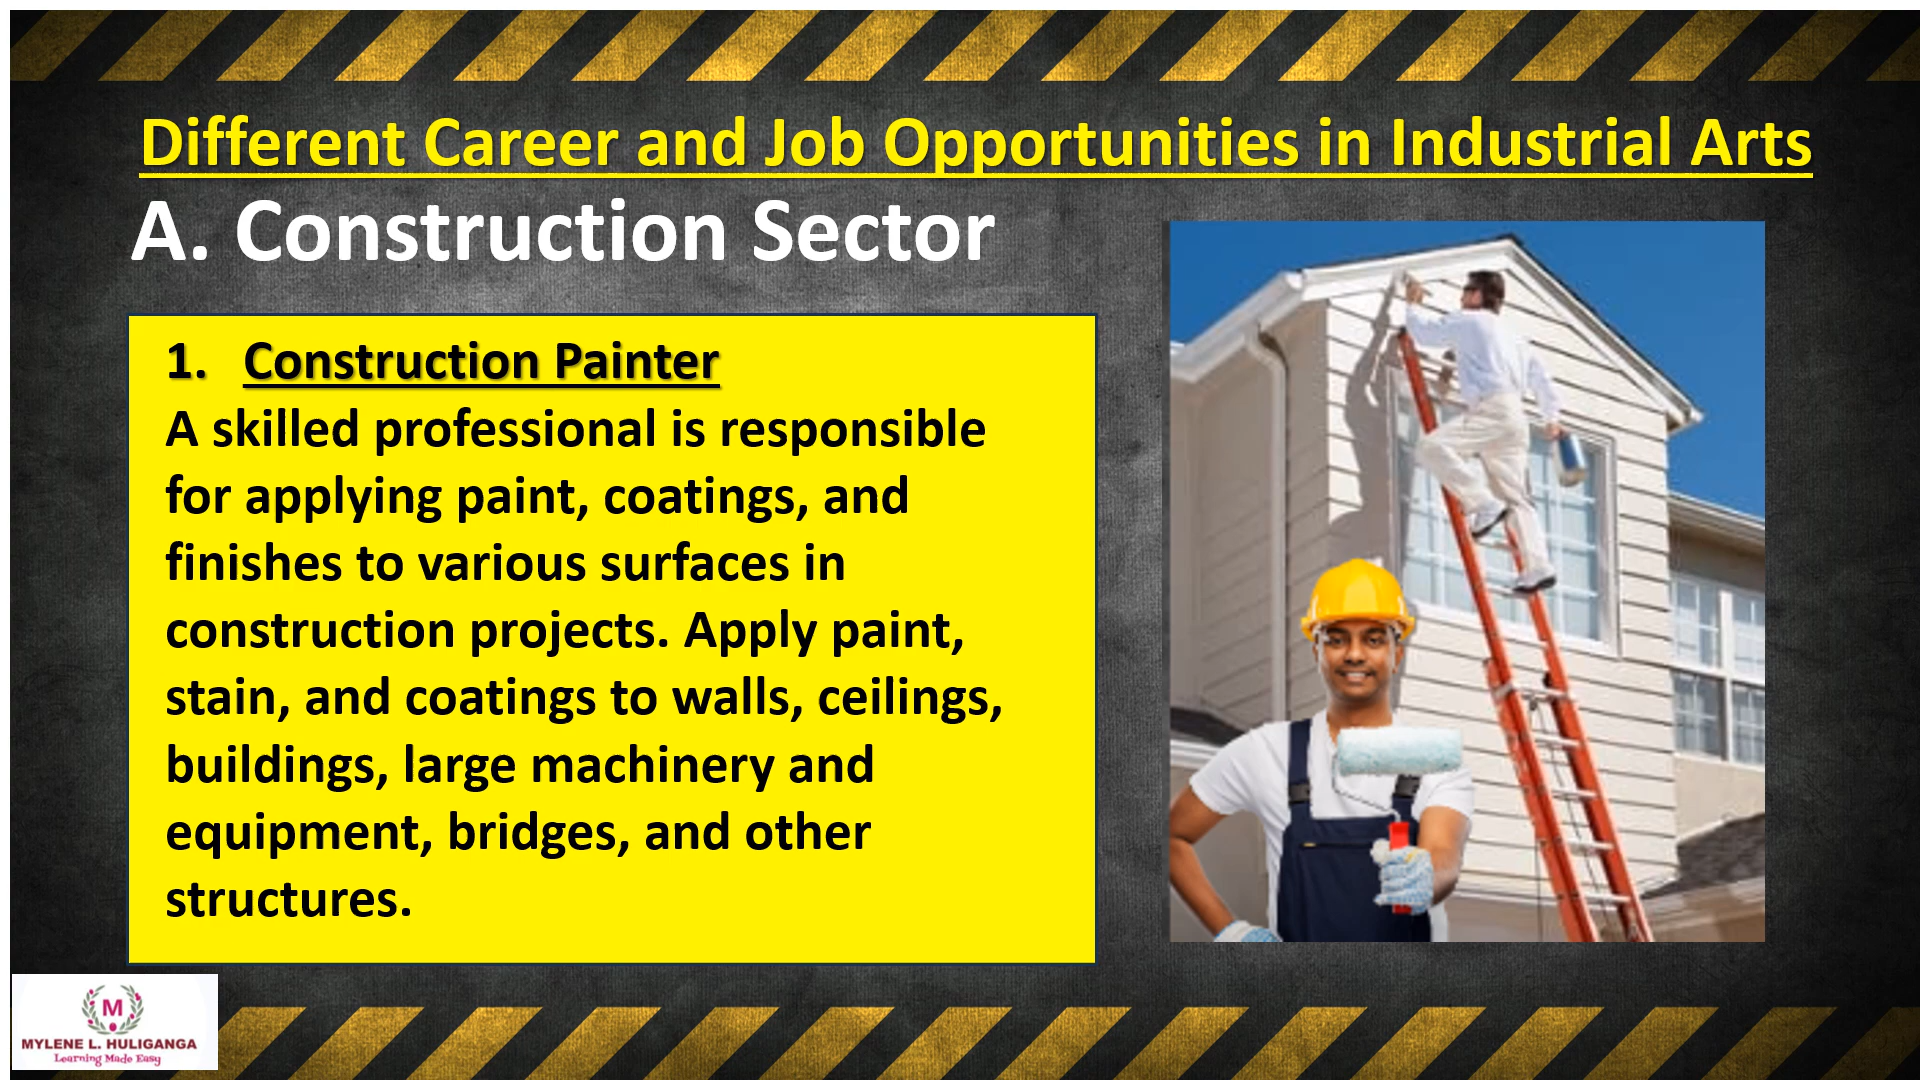 Different Career and Job Opportunities in Industrial Arts
A. Construction Sector
1. Construction Painter
A skilled professional is responsible
for applying paint, coatings, and
finishes to various surfaces in
construction projects. Apply paint,
stain, and coatings to walls, ceilings,
buildings, large machinery and
equipment, bridges, and other
structures.
M
MYLENE L. HULIGANGA
Learning Made Easy